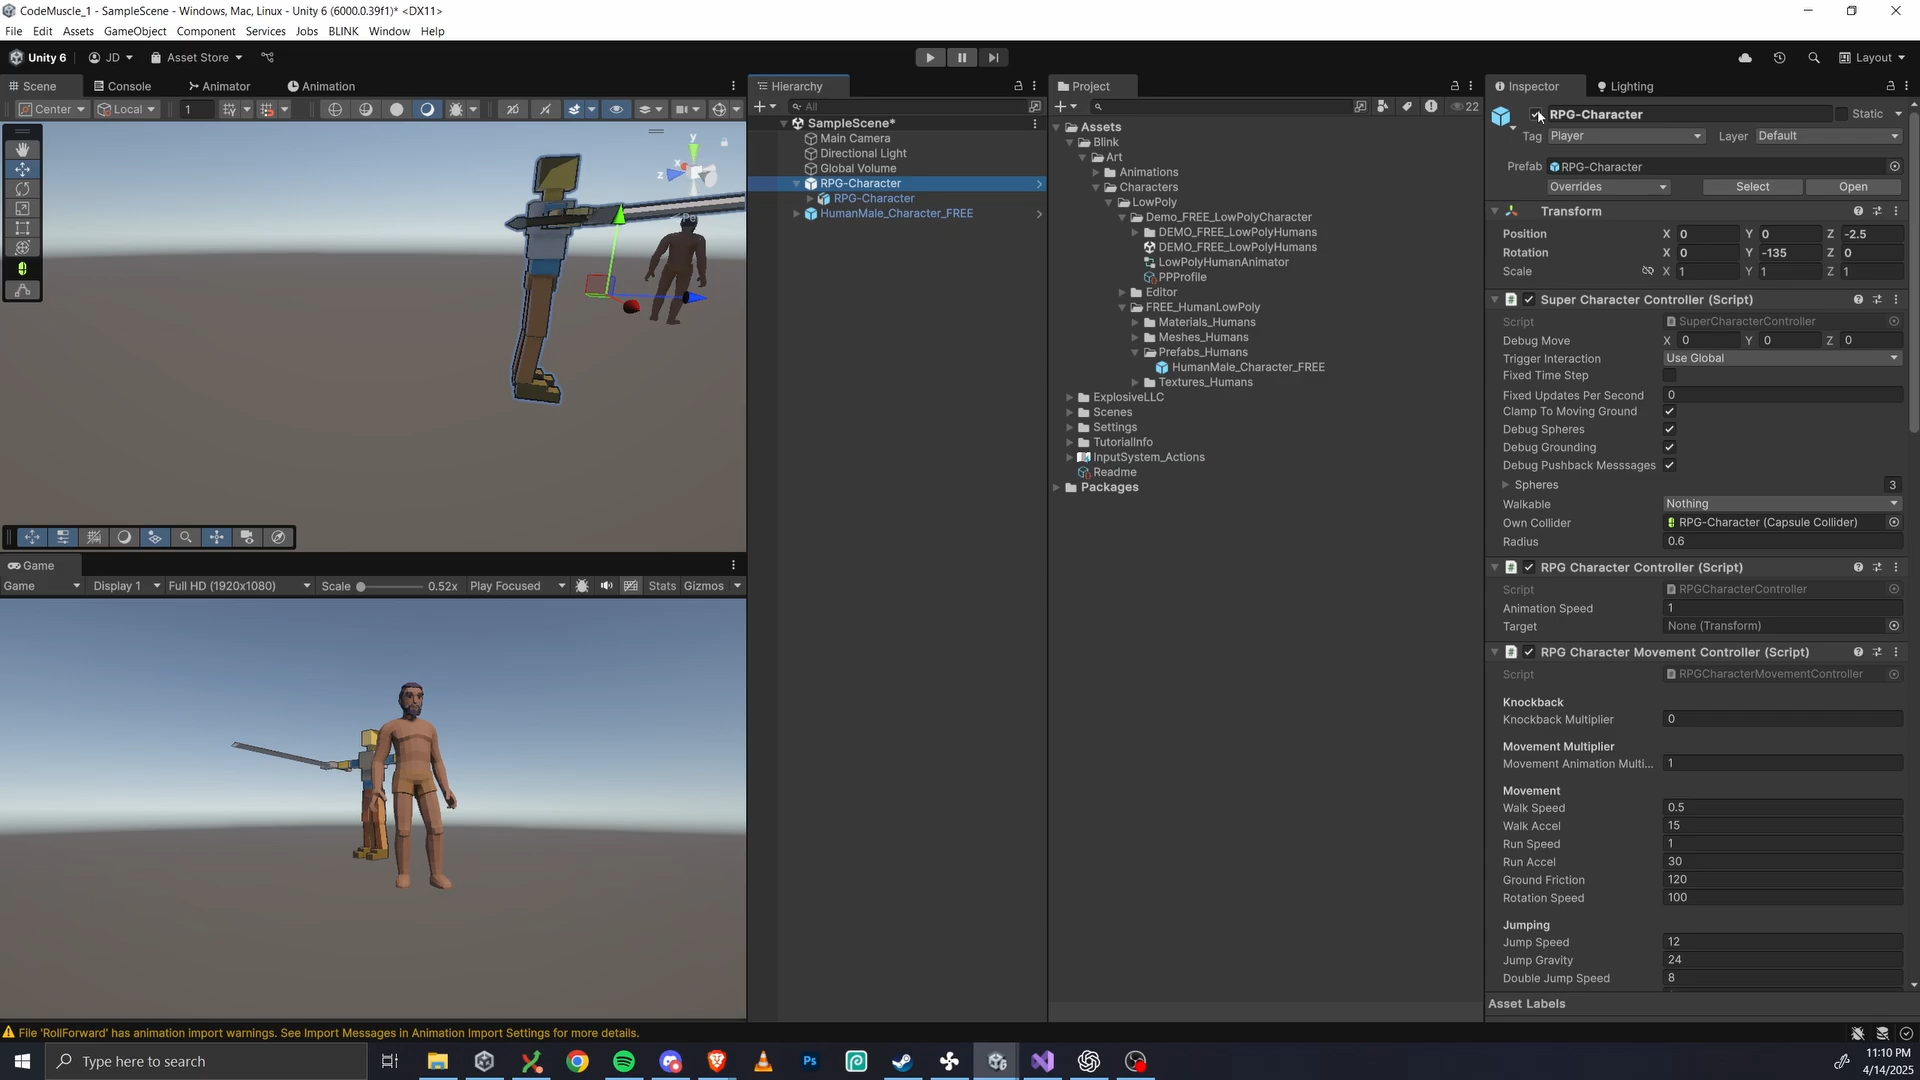 CodeMuscle_1 - SampleScene - Windows, Mac, Linux - Unity 6 (6000.0.39f1)* <DX11>
File Edit Assets GameObject Component Services Jobs BLINK Window Help
Unity 6 JD Asset Store Layout
Scene Console Animator Animation
Center Local 1
Game
Game Display 1 Full HD (1920x1080) Scale 0.52x Play Focused Stats Gizmos
Hierarchy
All
SampleScene*
Main Camera
Directional Light
Global Volume
RPG-Character
RPG-Character
HumanMale_Character_FREE
Project
22
Assets
Blink
Art
Animations
Characters
LowPoly
Demo_FREE_LowPolyCharacter
DEMO_FREE_LowPolyHumans
DEMO_FREE_LowPolyHumans
LowPolyHumanAnimator
PPProfile
Editor
FREE_HumanLowPoly
Materials_Humans
Meshes_Humans
Prefabs_Humans
HumanMale_Character_FREE
Textures_Humans
ExplosiveLLC
Scenes
Settings
TutorialInfo
InputSystem_Actions
Readme
Packages
Inspector Lighting
RPG-Character Static
Tag Player Layer Default
Prefab RPG-Character
Overrides Select Open
Transform
Position X 0 Y 0 Z -2.5
Rotation X 0 Y -135 Z 0
Scale X 1 Y 1 Z 1
Super Character Controller (Script)
Script SuperCharacterController
Debug Move X 0 Y 0 Z 0
Trigger Interaction Use Global
Fixed Time Step
Fixed Updates Per Second 0
Clamp To Moving Ground
Debug Spheres
Debug Grounding
Debug Pushback Messsages
Spheres 3
Walkable Nothing
Own Collider RPG-Character (Capsule Collider)
Radius 0.6
RPG Character Controller (Script)
Script RPGCharacterController
Animation Speed 1
Target None (Transform)
RPG Character Movement Controller (Script)
Script RPGCharacterMovementController
Knockback
Knockback Multiplier 0
Movement Multiplier
Movement Animation Multi... 1
Movement
Walk Speed 0.5
Walk Accel 15
Run Speed 1
Run Accel 30
Ground Friction 120
Rotation Speed 100
Jumping
Jump Speed 12
Jump Gravity 24
Double Jump Speed 8
Asset Labels
File 'RollForward' has animation import warnings. See Import Messages in Animation Import Settings for more details.
Type here to search
Ps
11:10 PM
4/14/2025